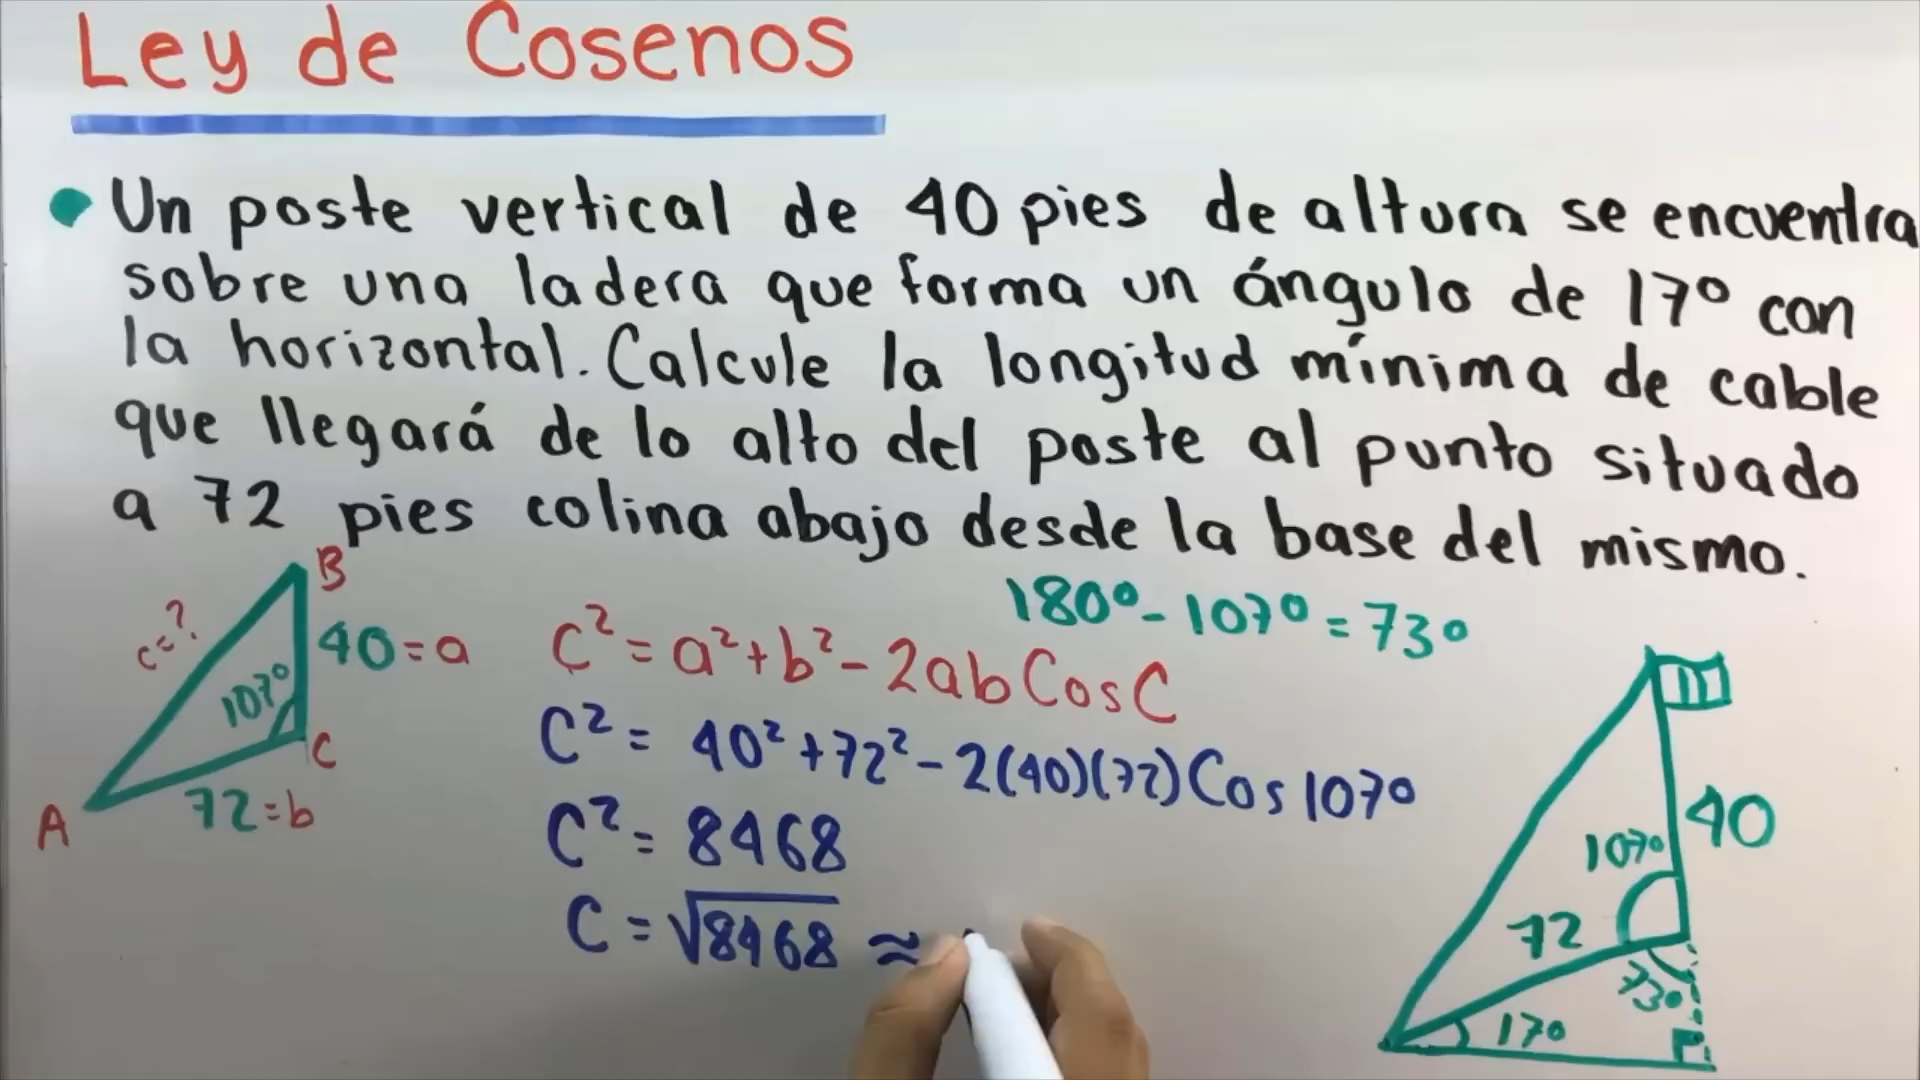 Ley de Cosenos
Un poste vertical de 40 pies de altura se encuentra
sobre una ladera que forma un ángulo de 17° con
la horizontal. Calcule la longitud mínima de cable
que llegará de lo alto del poste al punto situado
a 72 pies colina abajo desde la base del mismo.
180° - 107° = 73°
B
c=?
40=a
107°
C
72=b
A
C² = a² + b² - 2abCosC
C² = 40² + 72² - 2(40)(72)Cos 107°
C² = 8468
C = √8468 ≈
40
107°
72
73°
17°